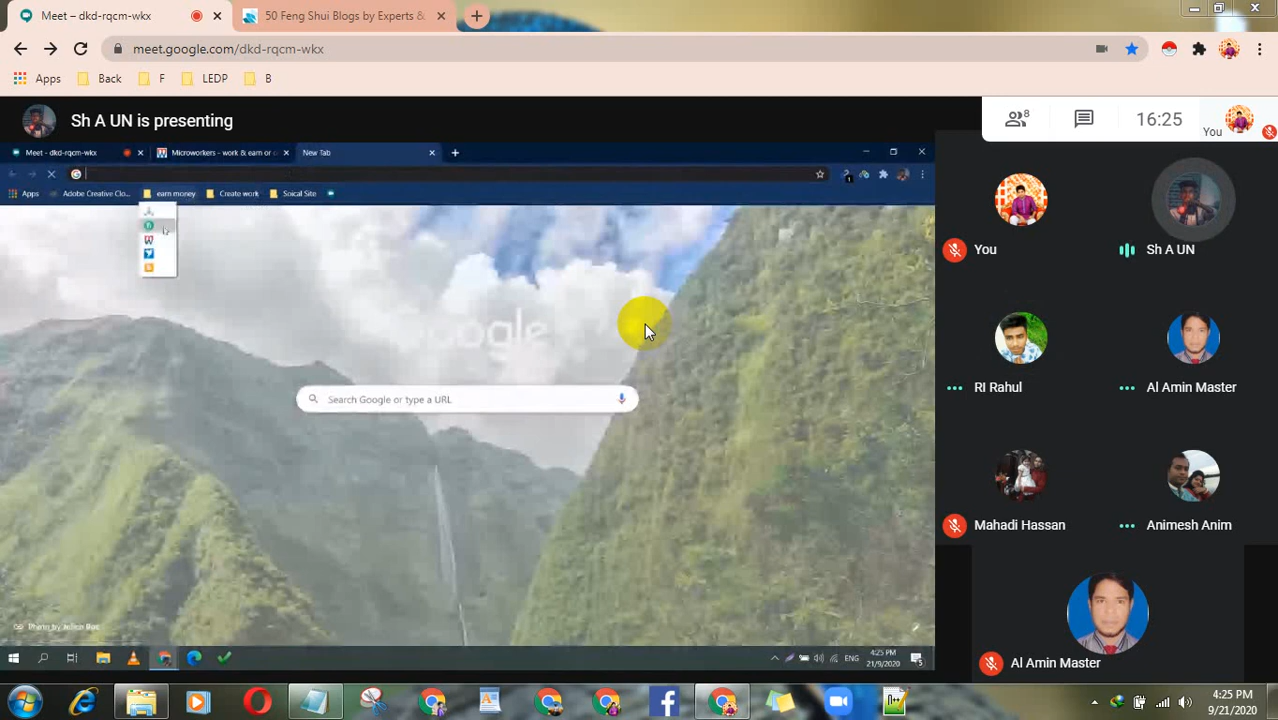 Meet – dkd-rqcm-wkx
50 Feng Shui Blogs by Experts &
meet.google.com/dkd-rqcm-wkx
Apps Back F LEDP B
Sh A UN is presenting
8
16:25
You
Meet - dkd-rqcm-wkx
Microworkers - work & earn or
New Tab
Apps Adobe Creative Clo... earn money Create work Soical Site
Google
Search Google or type a URL
4:25 PM
ENG
21/9/2020
5
You
Sh A UN
RI Rahul
Al Amin Master
Mahadi Hassan
Animesh Anim
Al Amin Master
4:25 PM
9/21/2020